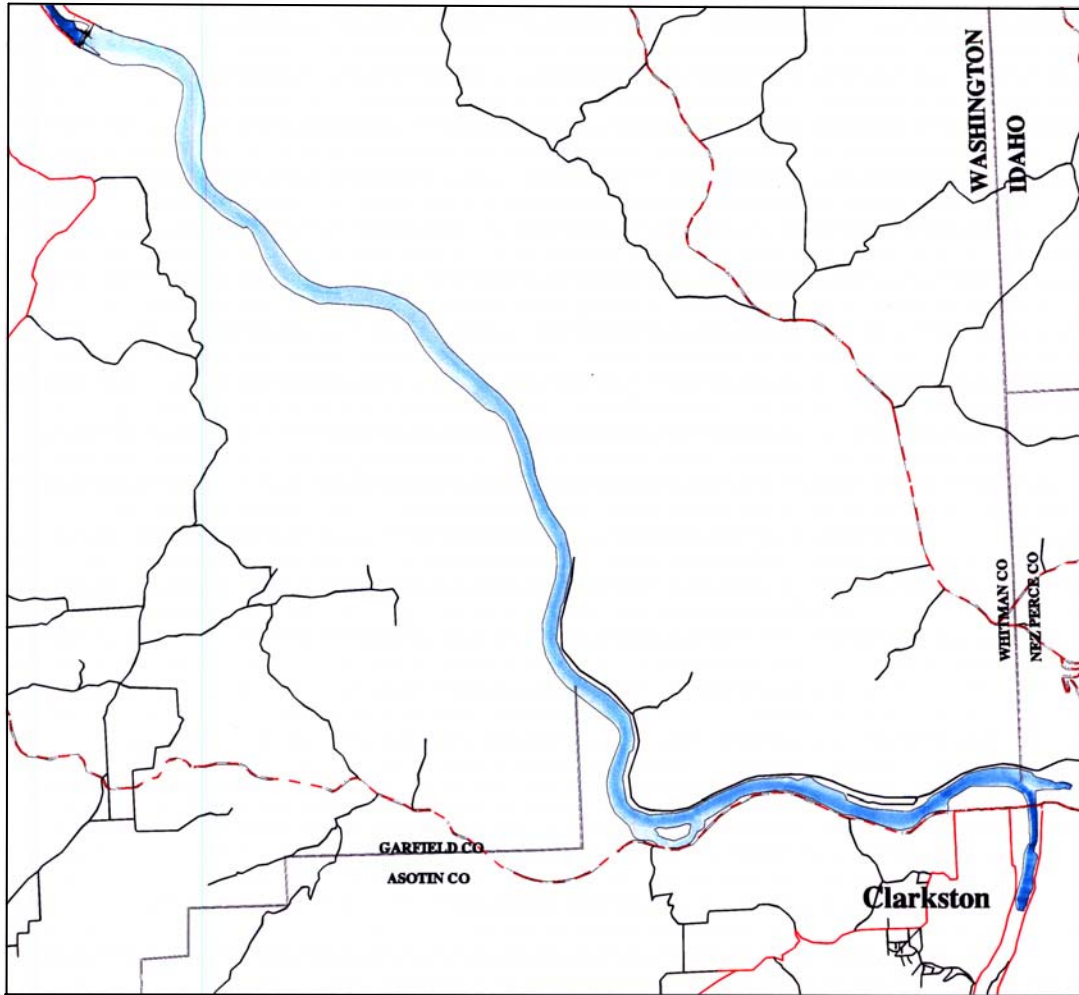 WASHINGTON
IDAHO
WHITMAN CO
NEZ PERCE CO
GARFIELD CO
ASOTIN CO
Clarkston